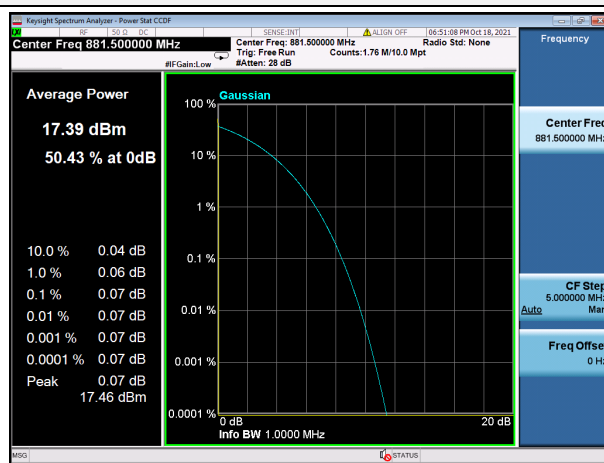 Keysight Spectrum Analyzer - Power Stat CCDF
RF 50 Ω DC SENSE:INT ALIGN OFF 06:51:08 PM Oct 18, 2021
Center Freq 881.500000 MHz
Center Freq: 881.500000 MHz Radio Std: None
Trig: Free Run Counts:1.76 M/10.0 Mpt
#IFGain:Low #Atten: 28 dB
Frequency
Average Power
17.39 dBm
50.43 % at 0dB
10.0 % 0.04 dB
1.0 % 0.06 dB
0.1 % 0.07 dB
0.01 % 0.07 dB
0.001 % 0.07 dB
0.0001 % 0.07 dB
Peak 0.07 dB
17.46 dBm
Gaussian
100 %
10 %
1 %
0.1 %
0.01 %
0.001 %
0.0001 %
0 dB 20 dB
Info BW 1.0000 MHz
Center Freq
881.500000 MHz
CF Step
5.000000 MHz
Auto Man
Freq Offset
0 Hz
MSG STATUS